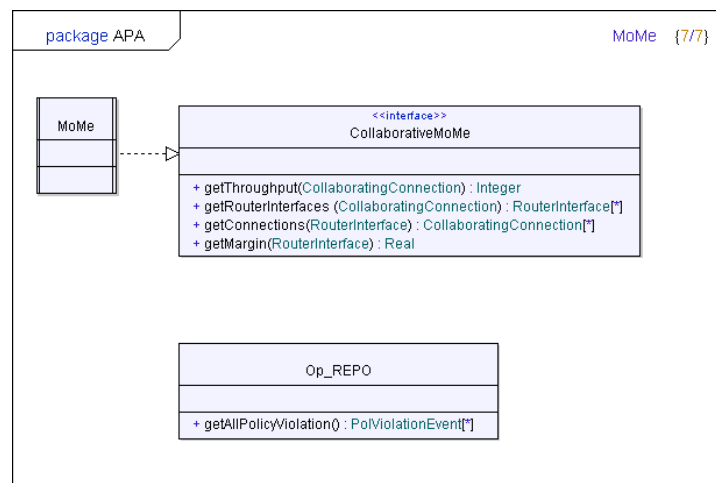 package APA
MoMe {7/7}
MoMe
<<interface>>
CollaborativeMoMe
+ getThroughput(CollaboratingConnection) : Integer
+ getRouterInterfaces (CollaboratingConnection) : RouterInterface[*]
+ getConnections(RouterInterface) : CollaboratingConnection[*]
+ getMargin(RouterInterface) : Real
Op_REPO
+ getAllPolicyViolation() : PolViolationEvent[*]